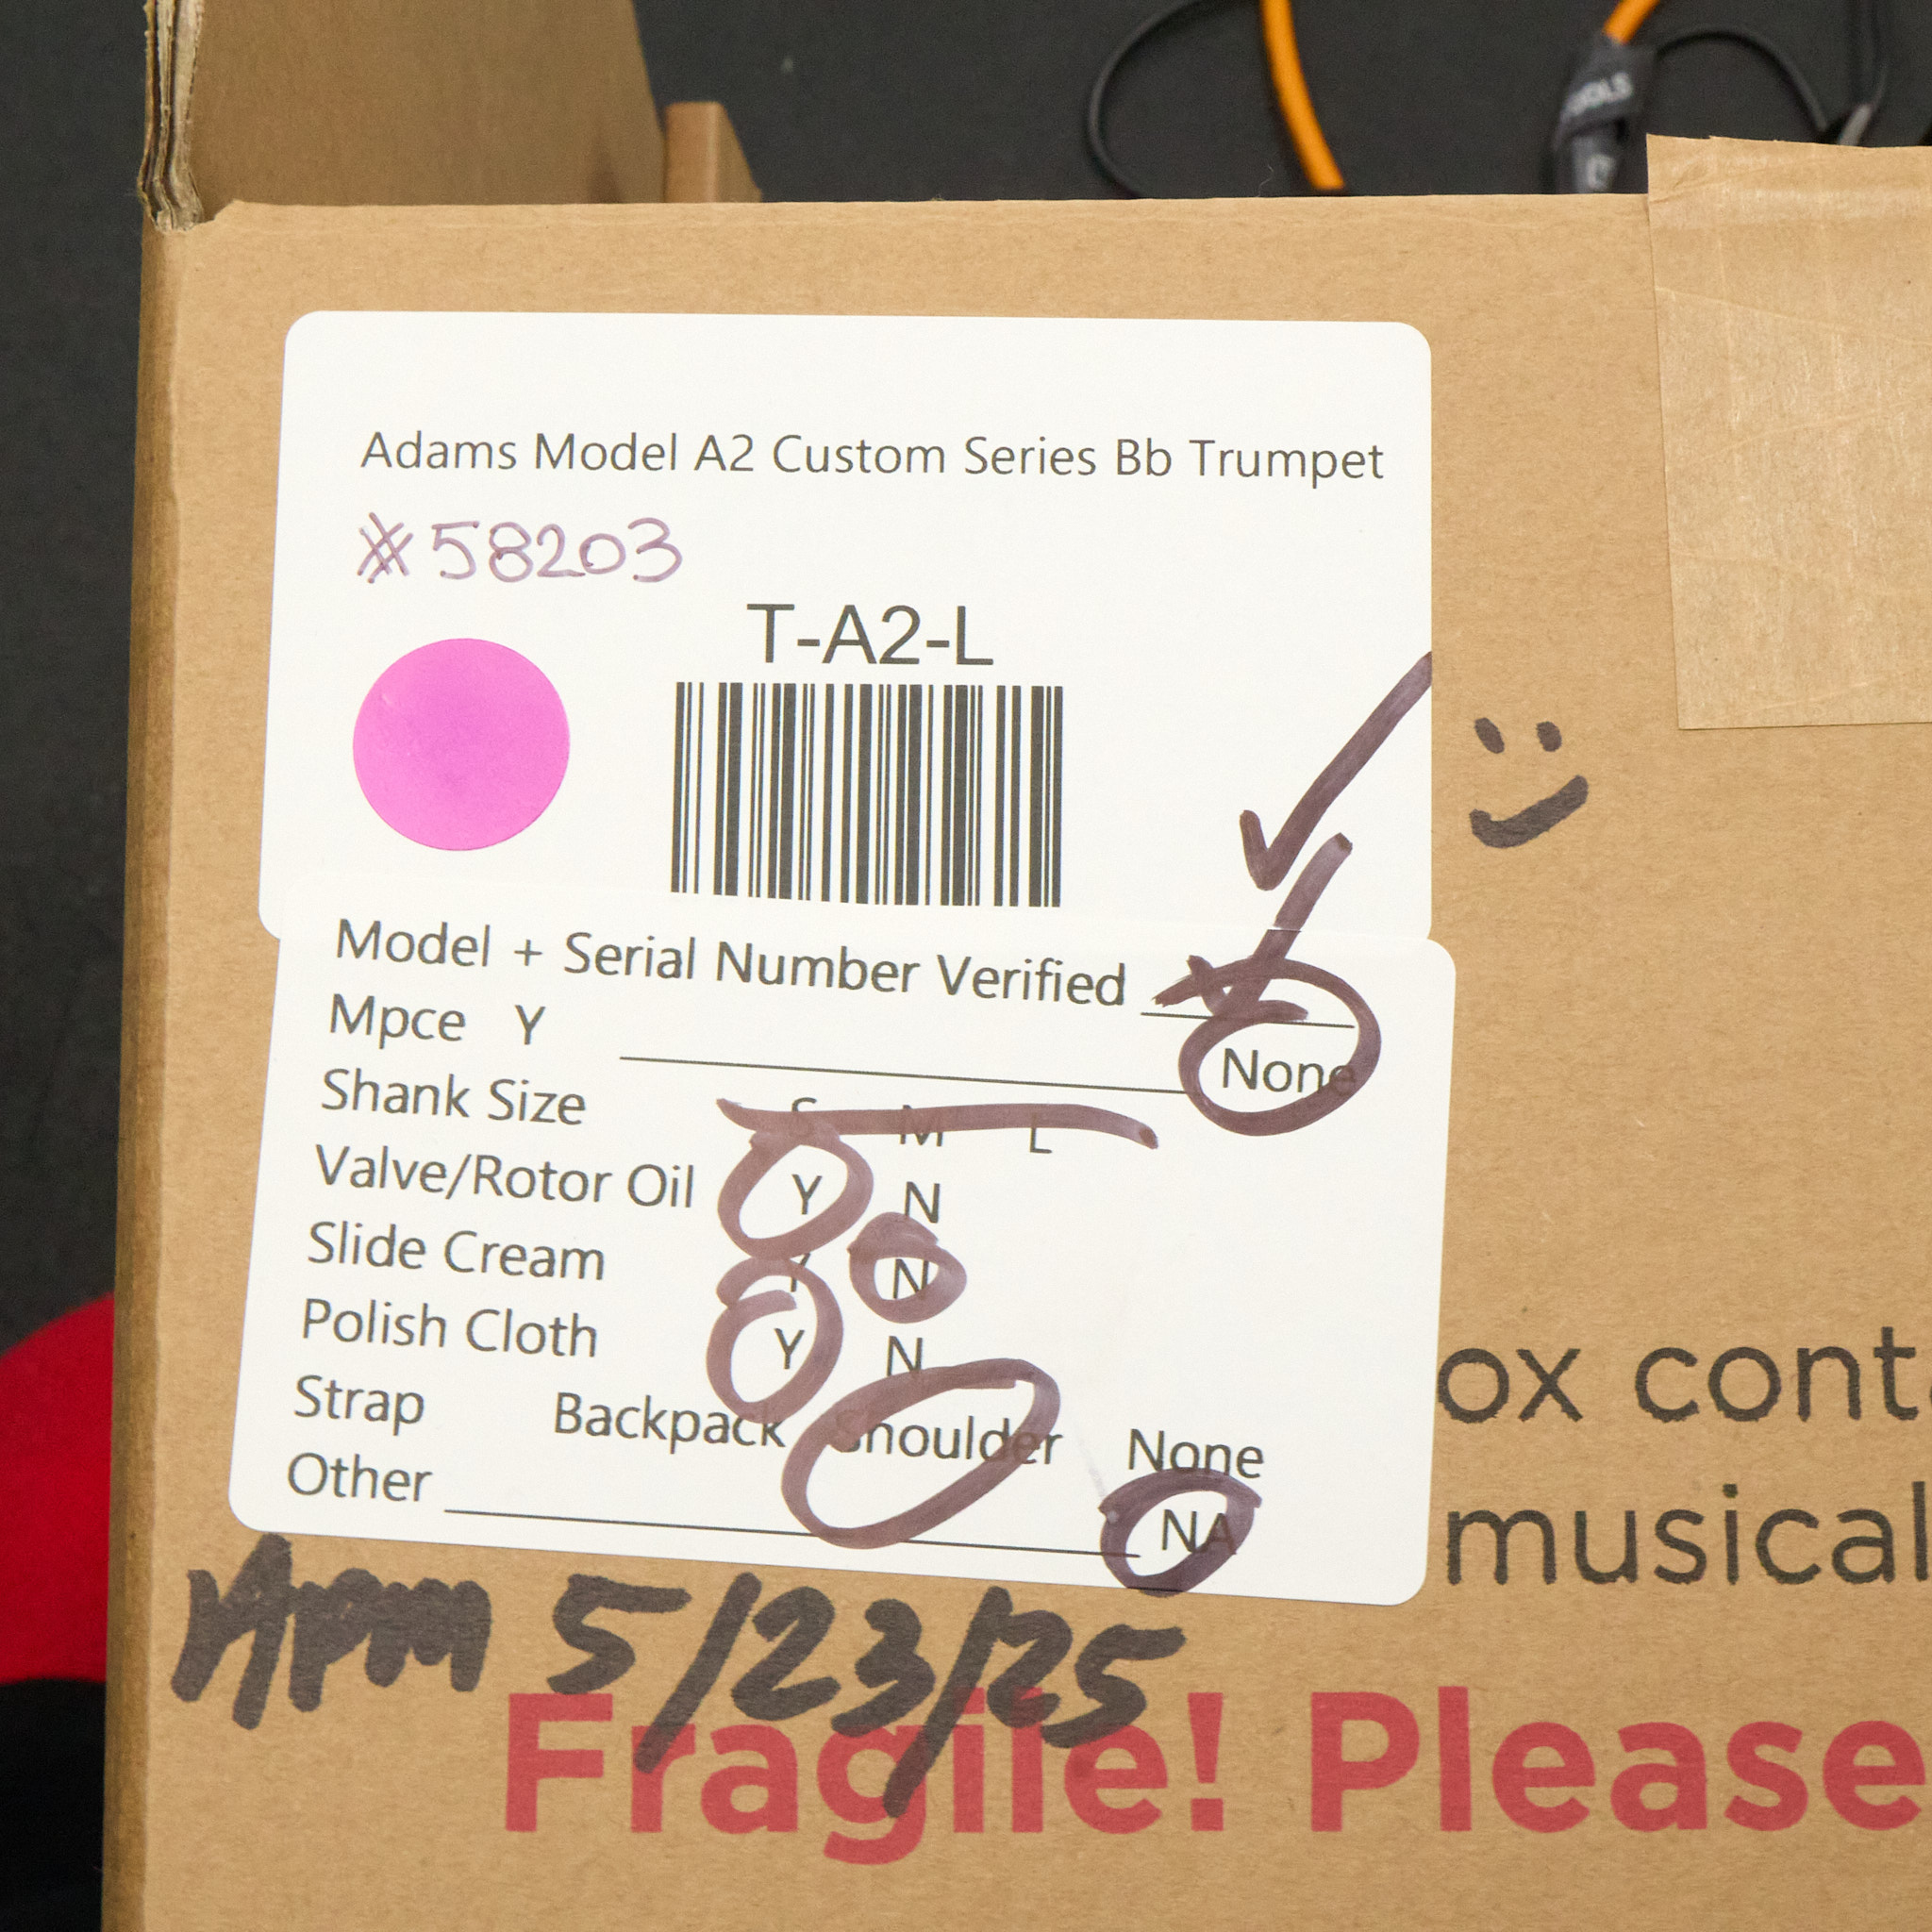 Adams Model A2 Custom Series Bb Trumpet
#58203
T-A2-L
Model + Serial Number Verified
Mpce Y None
Shank Size S M L
Valve/Rotor Oil Y N
Slide Cream Y N
Polish Cloth Y N
Strap Backpack Shoulder None
Other NA
ox cont
musical
5/23/25
Fragile! Please